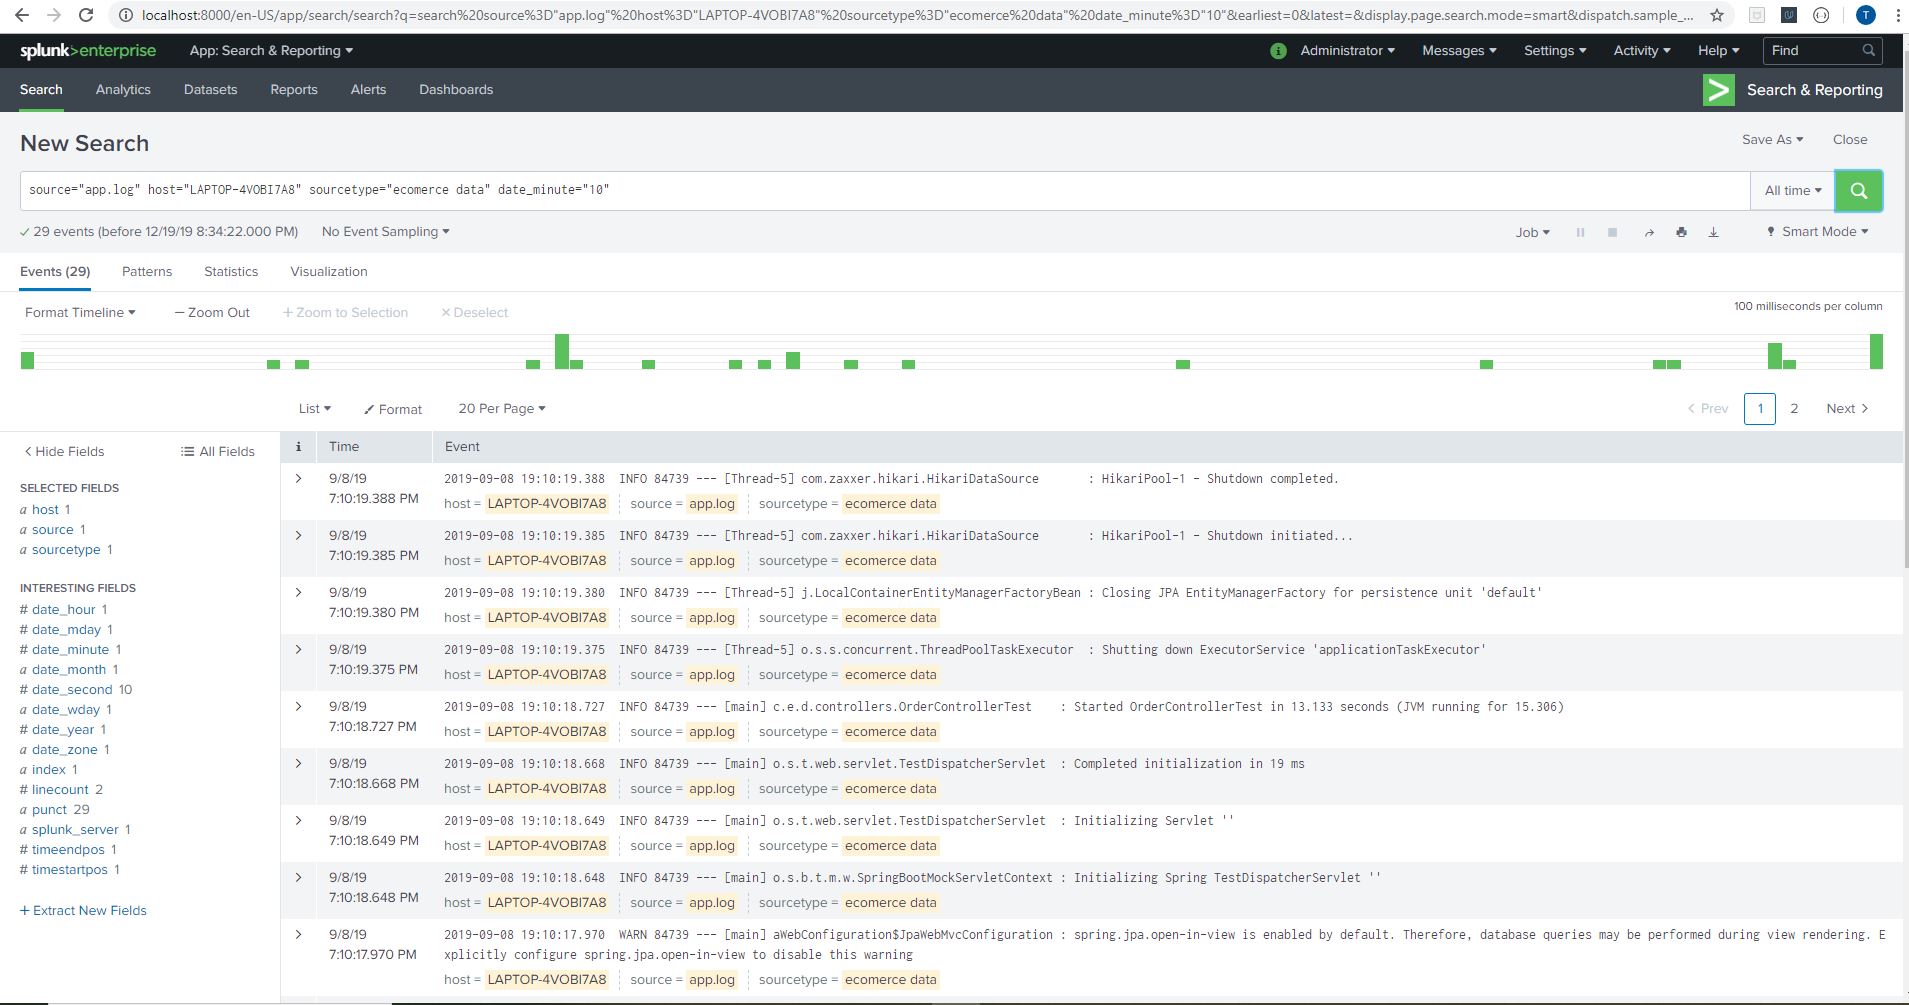 localhost:8000/en-US/app/search/search?q=search%20source%3D"app.log"%20host%3D"LAPTOP-4VOBI7A8"%20sourcetype%3D"ecomerce%20data"%20date_minute%3D"10"&earliest=0&latest=&display.page.search.mode=smart&dispatch.sample_...
T
splunk>enterprise App: Search & Reporting
Administrator Messages Settings Activity Help Find
Search Analytics Datasets Reports Alerts Dashboards
Search & Reporting
New Search
Save As Close
source="app.log" host="LAPTOP-4VOBI7A8" sourcetype="ecomerce data" date_minute="10"
All time
29 events (before 12/19/19 8:34:22.000 PM) No Event Sampling
Job Smart Mode
Events (29) Patterns Statistics Visualization
Format Timeline — Zoom Out + Zoom to Selection × Deselect
100 milliseconds per column
List Format 20 Per Page
< Prev 1 2 Next >
< Hide Fields All Fields
SELECTED FIELDS
a host 1
a source 1
a sourcetype 1
INTERESTING FIELDS
# date_hour 1
# date_mday 1
# date_minute 1
a date_month 1
# date_second 10
a date_wday 1
# date_year 1
a date_zone 1
a index 1
# linecount 2
a punct 29
a splunk_server 1
# timeendpos 1
# timestartpos 1
+ Extract New Fields
i Time Event
> 9/8/19
7:10:19.388 PM
2019-09-08 19:10:19.388 INFO 84739 --- [Thread-5] com.zaxxer.hikari.HikariDataSource : HikariPool-1 - Shutdown completed.
host = LAPTOP-4VOBI7A8 source = app.log sourcetype = ecomerce data
> 9/8/19
7:10:19.385 PM
2019-09-08 19:10:19.385 INFO 84739 --- [Thread-5] com.zaxxer.hikari.HikariDataSource : HikariPool-1 - Shutdown initiated...
host = LAPTOP-4VOBI7A8 source = app.log sourcetype = ecomerce data
> 9/8/19
7:10:19.380 PM
2019-09-08 19:10:19.380 INFO 84739 --- [Thread-5] j.LocalContainerEntityManagerFactoryBean : Closing JPA EntityManagerFactory for persistence unit 'default'
host = LAPTOP-4VOBI7A8 source = app.log sourcetype = ecomerce data
> 9/8/19
7:10:19.375 PM
2019-09-08 19:10:19.375 INFO 84739 --- [Thread-5] o.s.s.concurrent.ThreadPoolTaskExecutor : Shutting down ExecutorService 'applicationTaskExecutor'
host = LAPTOP-4VOBI7A8 source = app.log sourcetype = ecomerce data
> 9/8/19
7:10:18.727 PM
2019-09-08 19:10:18.727 INFO 84739 --- [main] c.e.d.controllers.OrderControllerTest : Started OrderControllerTest in 13.133 seconds (JVM running for 15.306)
host = LAPTOP-4VOBI7A8 source = app.log sourcetype = ecomerce data
> 9/8/19
7:10:18.668 PM
2019-09-08 19:10:18.668 INFO 84739 --- [main] o.s.t.web.servlet.TestDispatcherServlet : Completed initialization in 19 ms
host = LAPTOP-4VOBI7A8 source = app.log sourcetype = ecomerce data
> 9/8/19
7:10:18.649 PM
2019-09-08 19:10:18.649 INFO 84739 --- [main] o.s.t.web.servlet.TestDispatcherServlet : Initializing Servlet ''
host = LAPTOP-4VOBI7A8 source = app.log sourcetype = ecomerce data
> 9/8/19
7:10:18.648 PM
2019-09-08 19:10:18.648 INFO 84739 --- [main] o.s.b.t.m.w.SpringBootMockServletContext : Initializing Spring TestDispatcherServlet ''
host = LAPTOP-4VOBI7A8 source = app.log sourcetype = ecomerce data
> 9/8/19
7:10:17.970 PM
2019-09-08 19:10:17.970 WARN 84739 --- [main] aWebConfiguration$JpaWebMvcConfiguration : spring.jpa.open-in-view is enabled by default. Therefore, database queries may be performed during view rendering. E
xplicitly configure spring.jpa.open-in-view to disable this warning
host = LAPTOP-4VOBI7A8 source = app.log sourcetype = ecomerce data